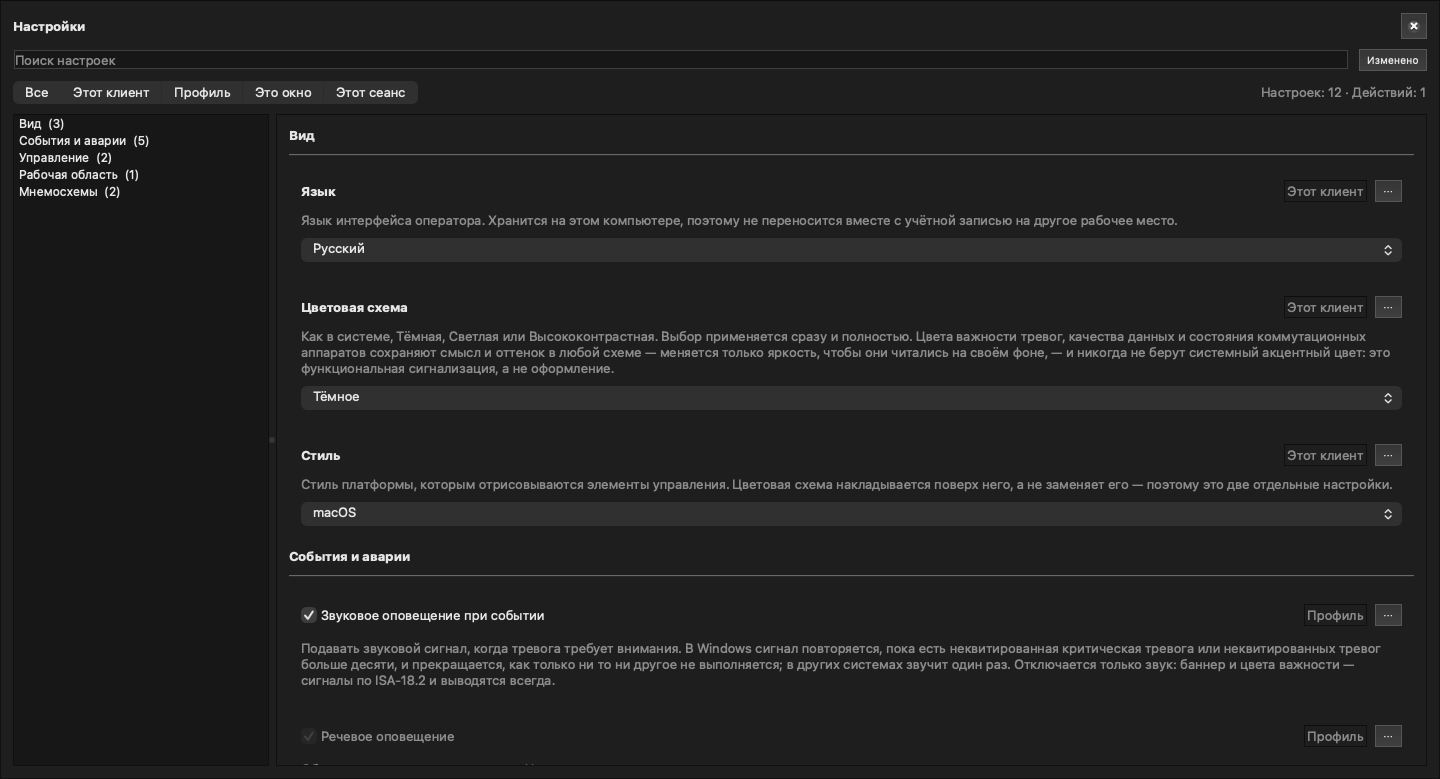 Настройки
Поиск настроек
Изменено
Все Этот клиент Профиль Это окно Этот сеанс
Настроек: 12 · Действий: 1
Вид (3)
События и аварии (5)
Управление (2)
Рабочая область (1)
Мнемосхемы (2)
Вид
Язык
Этот клиент ...
Язык интерфейса оператора. Хранится на этом компьютере, поэтому не переносится вместе с учётной записью на другое рабочее место.
Русский
Цветовая схема
Этот клиент ...
Как в системе, Тёмная, Светлая или Высококонтрастная. Выбор применяется сразу и полностью. Цвета важности тревог, качества данных и состояния коммутационных
аппаратов сохраняют смысл и оттенок в любой схеме — меняется только яркость, чтобы они читались на своём фоне, — и никогда не берут системный акцентный цвет: это
функциональная сигнализация, а не оформление.
Тёмное
Стиль
Этот клиент ...
Стиль платформы, которым отрисовываются элементы управления. Цветовая схема накладывается поверх него, а не заменяет его — поэтому это две отдельные настройки.
macOS
События и аварии
Звуковое оповещение при событии
Профиль ...
Подавать звуковой сигнал, когда тревога требует внимания. В Windows сигнал повторяется, пока есть неквитированная критическая тревога или неквитированных тревог
больше десяти, и прекращается, как только ни то ни другое не выполняется; в других системах звучит один раз. Отключается только звук: баннер и цвета важности —
сигналы по ISA-18.2 и выводятся всегда.
Речевое оповещение
Профиль ...